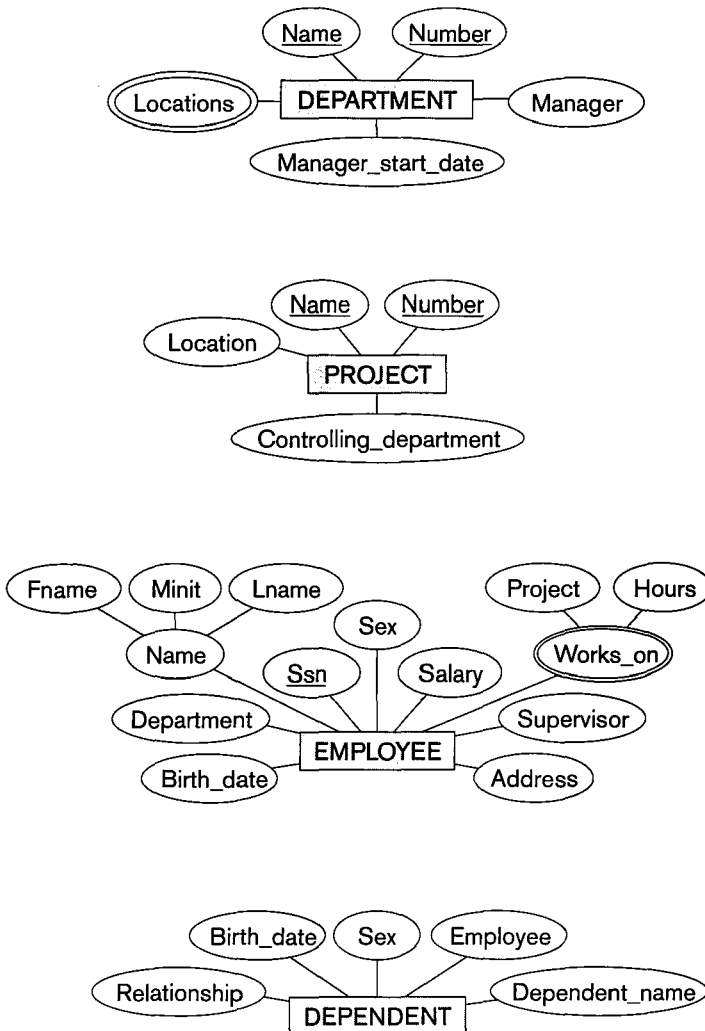 Name
Number
Locations
DEPARTMENT
Manager
Manager_start_date
Name
Number
Location
PROJECT
Controlling_department
Fname
Minit
Lname
Project
Hours
Sex
Name
Works_on
Ssn
Salary
Department
Supervisor
EMPLOYEE
Birth_date
Address
Birth_date
Sex
Employee
Relationship
Dependent_name
DEPENDENT